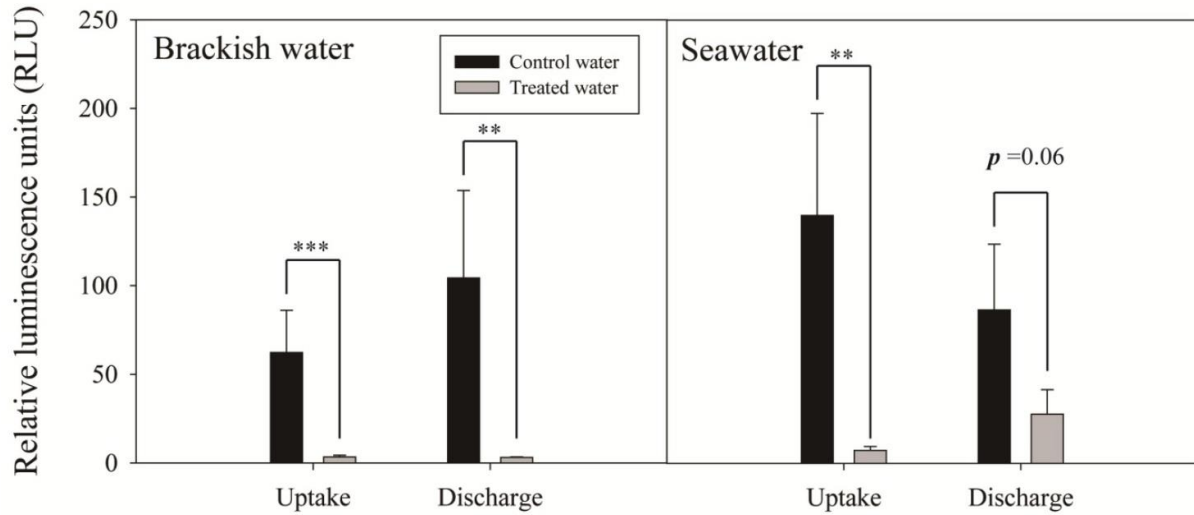 Relative luminescence units (RLU)
250
200
150
100
50
0
Brackish water
Control water
Treated water
***
**
Uptake
Discharge
Seawater
**
p =0.06
Uptake
Discharge